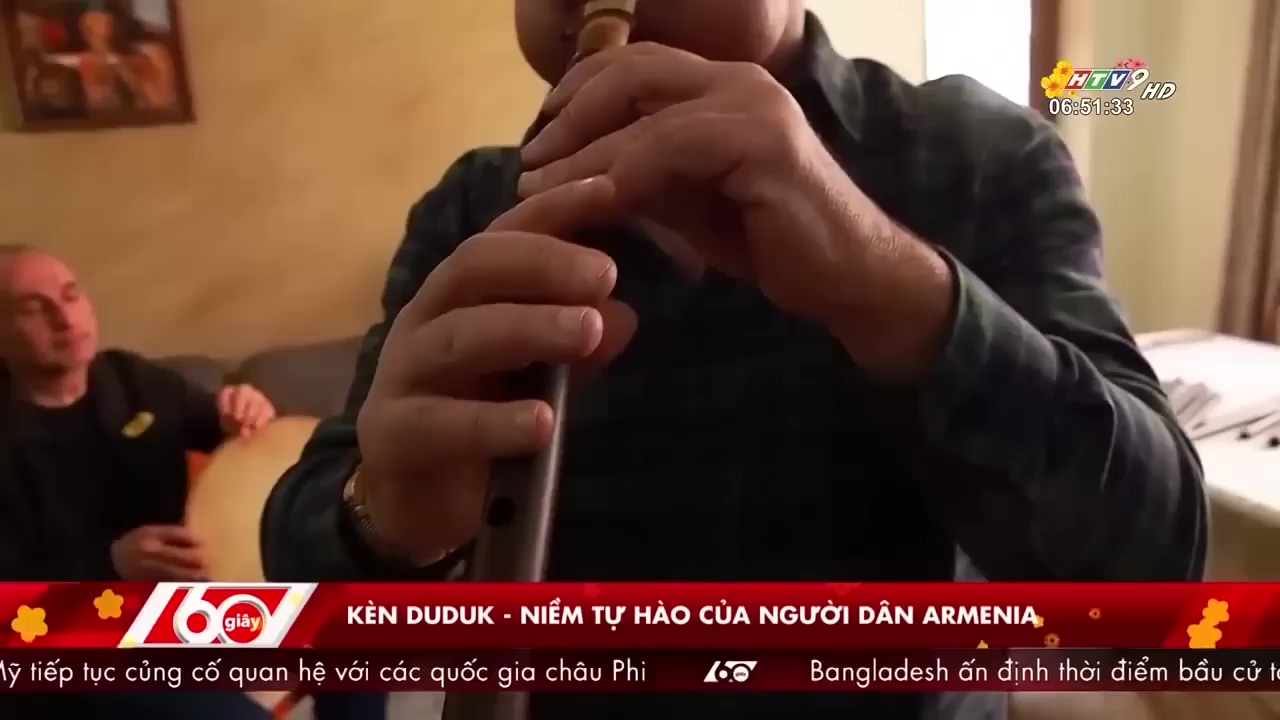 HTV9 HD
06:51:33
60 giây
KÈN DUDUK - NIỀM TỰ HÀO CỦA NGƯỜI DÂN ARMENIA
Mỹ tiếp tục củng cố quan hệ với các quốc gia châu Phi 60 giây Bangladesh ấn định thời điểm bầu cử